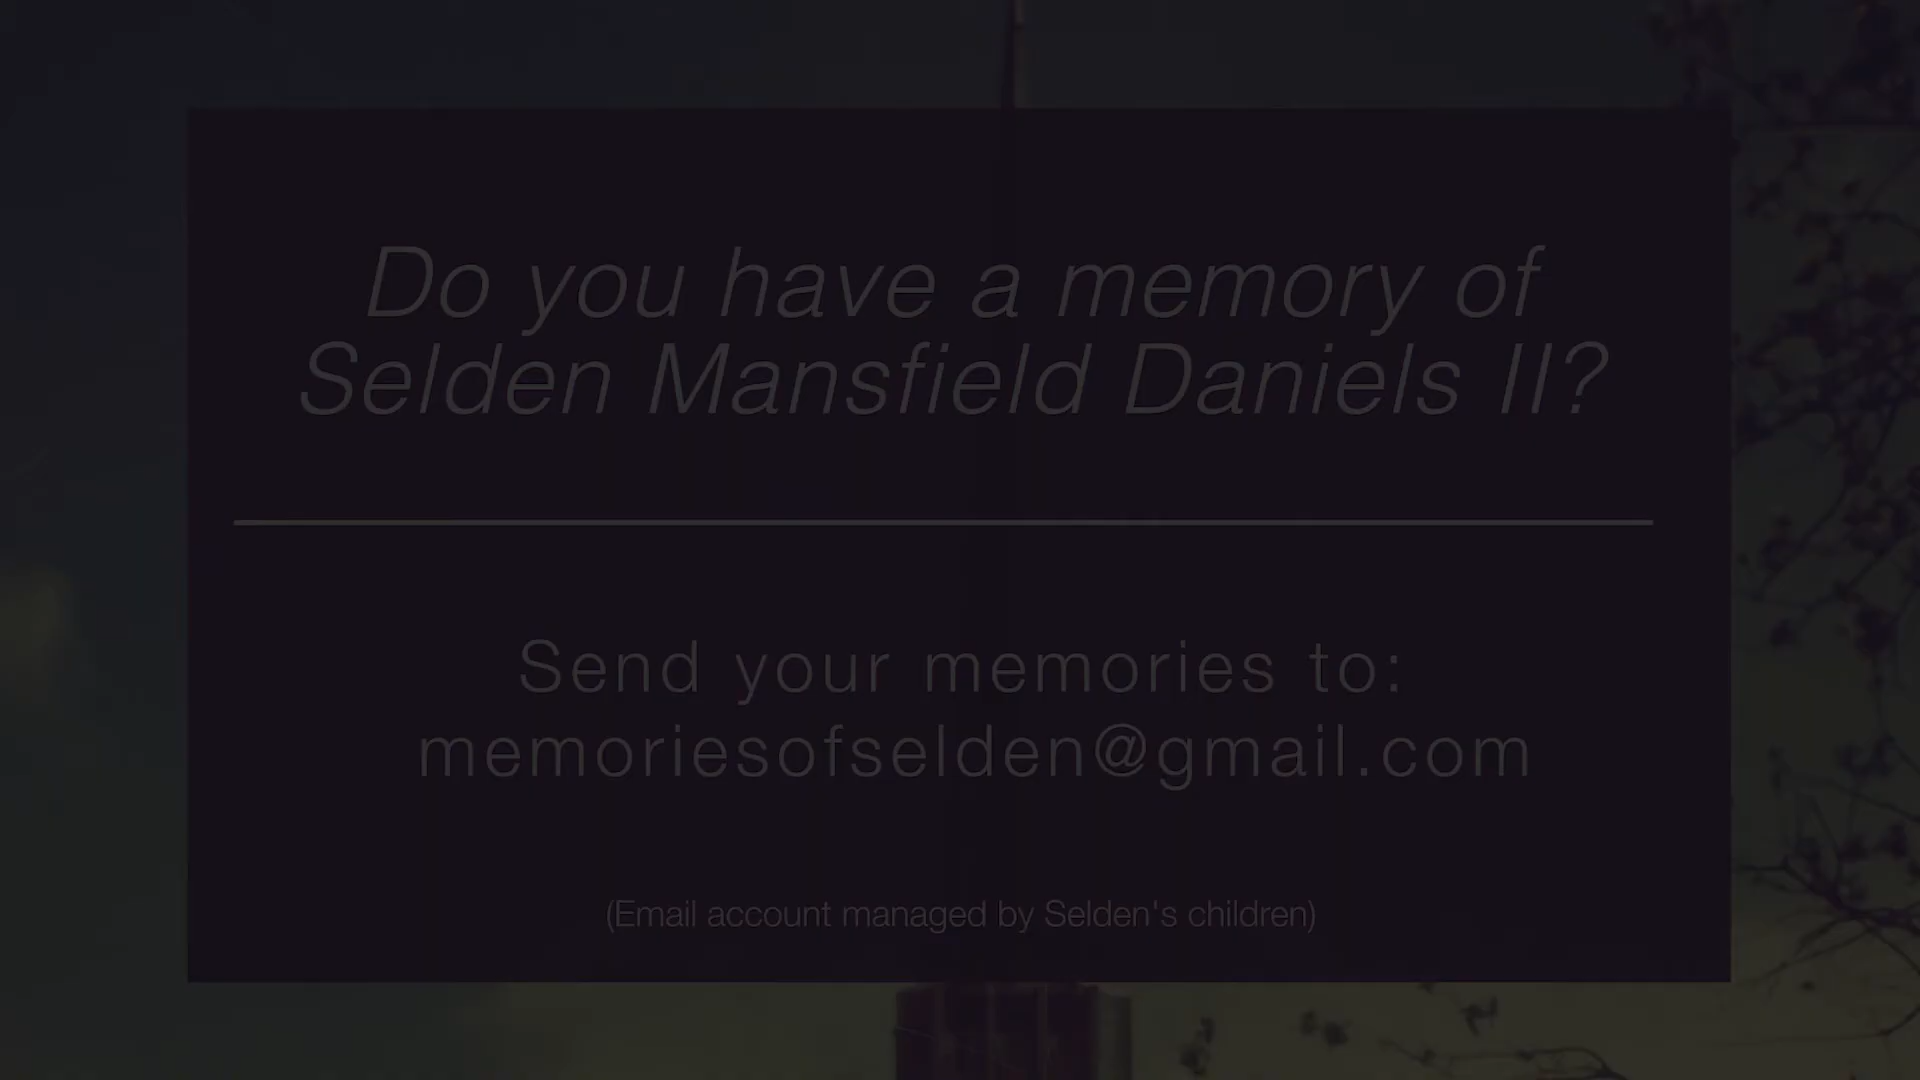 Do you have a memory of
Selden Mansfield Daniels II?
Send your memories to:
memoriesofselden@gmail.com
(Email account managed by Selden's children)